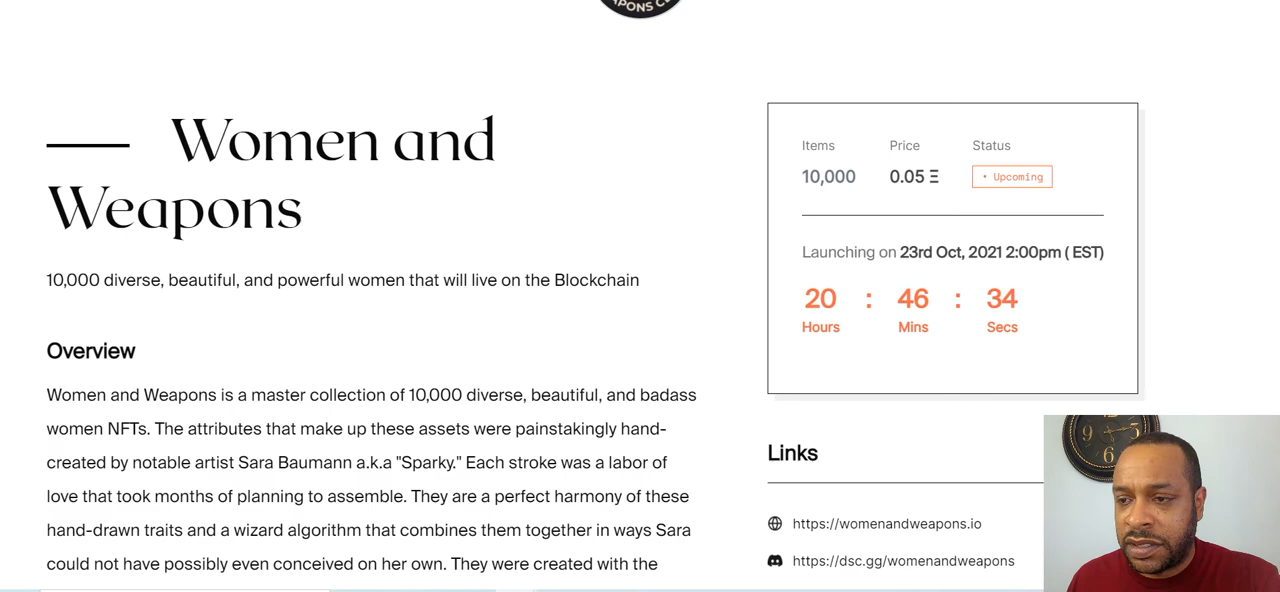 APONS CL
Women and
Weapons
10,000 diverse, beautiful, and powerful women that will live on the Blockchain
Overview
Women and Weapons is a master collection of 10,000 diverse, beautiful, and badass
women NFTs. The attributes that make up these assets were painstakingly hand-
created by notable artist Sara Baumann a.k.a "Sparky." Each stroke was a labor of
love that took months of planning to assemble. They are a perfect harmony of these
hand-drawn traits and a wizard algorithm that combines them together in ways Sara
could not have possibly even conceived on her own. They were created with the
Items Price Status
10,000 0.05 Ξ • Upcoming
Launching on 23rd Oct, 2021 2:00pm ( EST)
20 : 46 : 34
Hours Mins Secs
Links
https://womenandweapons.io
https://dsc.gg/womenandweapons
9 3
6